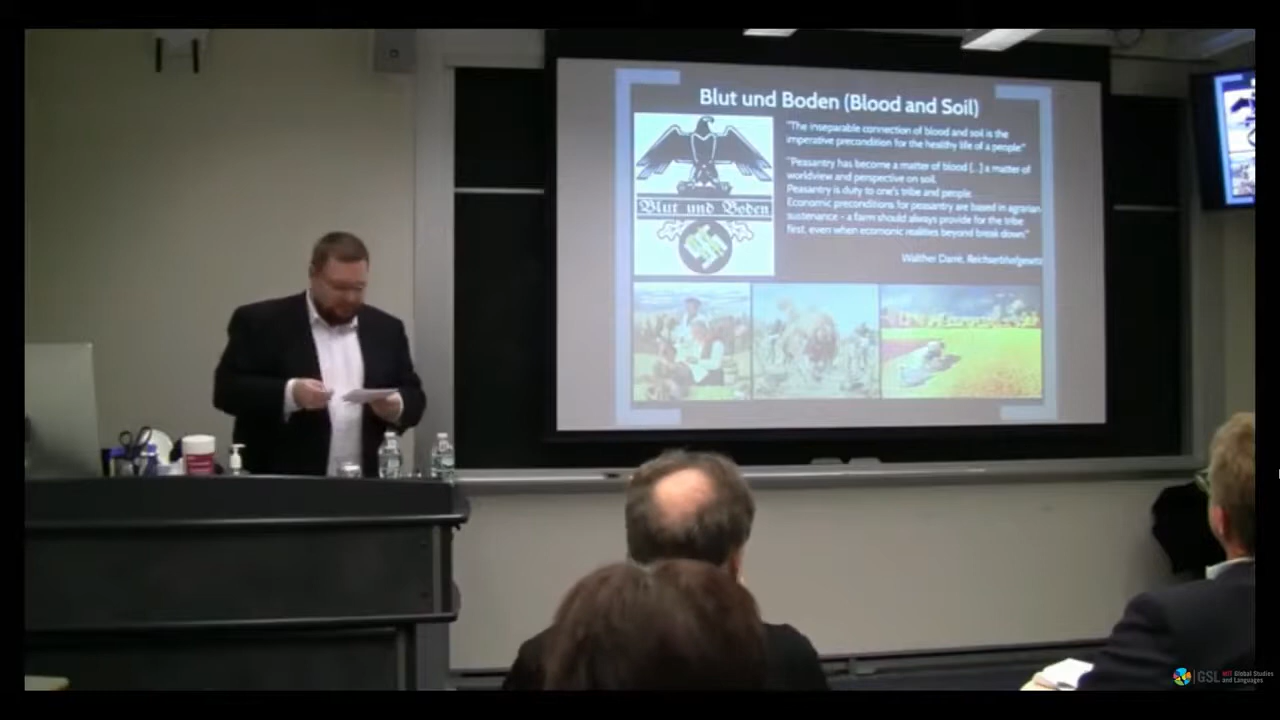 Blut und Boden (Blood and Soil)
"The inseparable connection of blood and soil is the
imperative precondition for the healthy life of a people"
"Peasantry has become a matter of blood [...] a matter of
worldview and perspective on soil.
Peasantry is duty to one's tribe and people.
Economic preconditions for peasantry are based in agrarian
sustenance - a farm should always provide for the tribe
first, even when economic realities beyond break down"
Walther Darré, Reichserbhofgesetz
Blut und Boden
GSL MIT Global Studies
and Languages